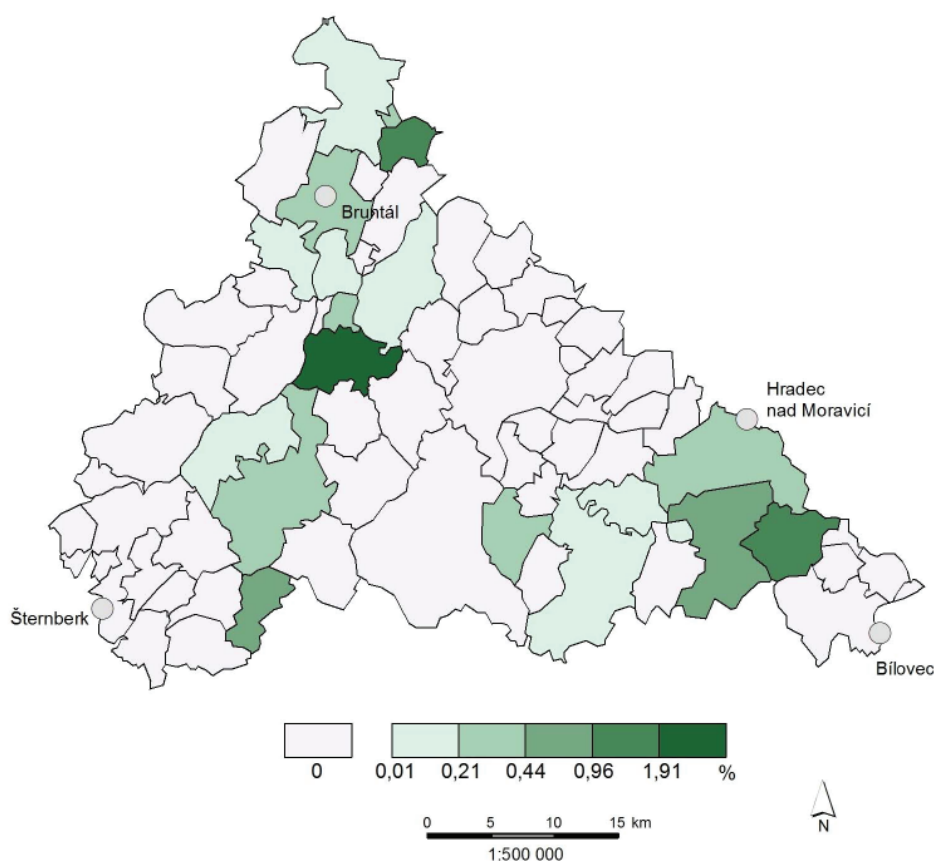 Bruntál
Hradec
nad Moravicí
Šternberk
Bílovec
0 0,01 0,21 0,44 0,96 1,91 %
N
0 5 10 15 km
1:500 000